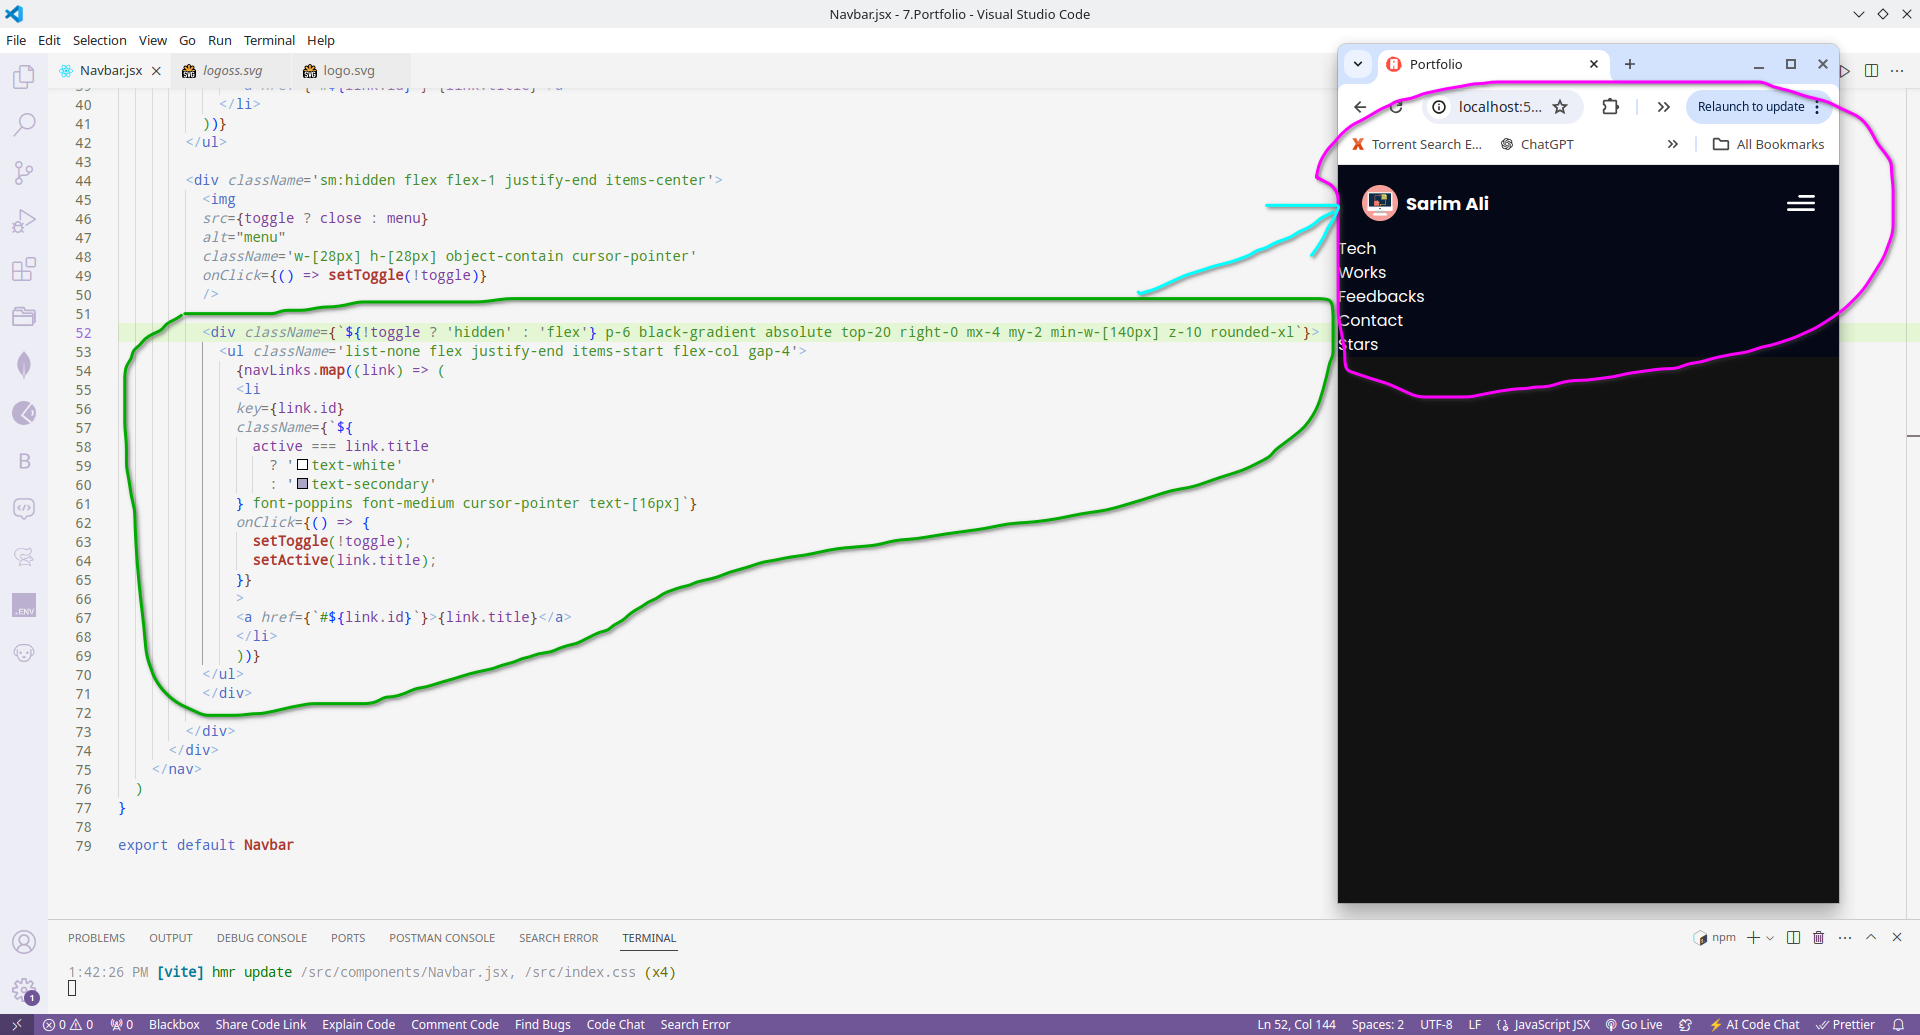 Navbar.jsx - 7.Portfolio - Visual Studio Code
File Edit Selection View Go Run Terminal Help
Navbar.jsx logoss.svg logo.svg
40 </li>
41 ))}
42 </ul>
43
44 <div className='sm:hidden flex flex-1 justify-end items-center'>
45 <img
46 src={toggle ? close : menu}
47 alt="menu"
48 className='w-[28px] h-[28px] object-contain cursor-pointer'
49 onClick={() => setToggle(!toggle)}
50 />
51
52 <div className={`${!toggle ? 'hidden' : 'flex'} p-6 black-gradient absolute top-20 right-0 mx-4 my-2 min-w-[140px] z-10 rounded-xl`}>
53 <ul className='list-none flex justify-end items-start flex-col gap-4'>
54 {navLinks.map((link) => (
55 <li
56 key={link.id}
57 className={`${
58 active === link.title
59 ? 'text-white'
60 : 'text-secondary'
61 } font-poppins font-medium cursor-pointer text-[16px]`}
62 onClick={() => {
63 setToggle(!toggle);
64 setActive(link.title);
65 }}
66 >
67 <a href={`#${link.id}`}>{link.title}</a>
68 </li>
69 ))}
70 </ul>
71 </div>
72
73 </div>
74 </div>
75 </nav>
76 )
77 }
78
79 export default Navbar
Portfolio
localhost:5... Relaunch to update
Torrent Search E... ChatGPT All Bookmarks
Sarim Ali
Tech
Works
Feedbacks
Contact
Stars
B
.ENV
1
PROBLEMS OUTPUT DEBUG CONSOLE PORTS POSTMAN CONSOLE SEARCH ERROR TERMINAL npm
1:42:26 PM [vite] hmr update /src/components/Navbar.jsx, /src/index.css (x4)
0 0 0 Blackbox Share Code Link Explain Code Comment Code Find Bugs Code Chat Search Error Ln 52, Col 144 Spaces: 2 UTF-8 LF JavaScript JSX Go Live AI Code Chat Prettier